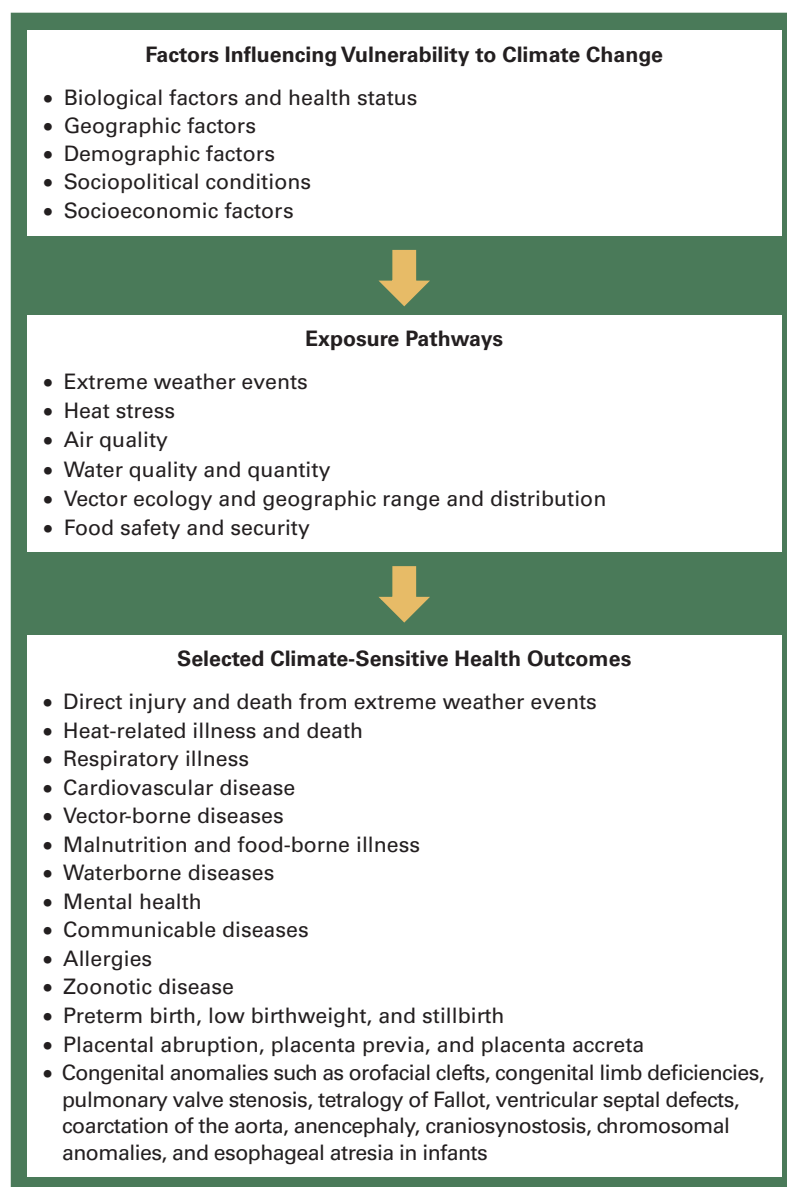 Factors Influencing Vulnerability to Climate Change
• Biological factors and health status
• Geographic factors
• Demographic factors
• Sociopolitical conditions
• Socioeconomic factors
Exposure Pathways
• Extreme weather events
• Heat stress
• Air quality
• Water quality and quantity
• Vector ecology and geographic range and distribution
• Food safety and security
Selected Climate-Sensitive Health Outcomes
• Direct injury and death from extreme weather events
• Heat-related illness and death
• Respiratory illness
• Cardiovascular disease
• Vector-borne diseases
• Malnutrition and food-borne illness
• Waterborne diseases
• Mental health
• Communicable diseases
• Allergies
• Zoonotic disease
• Preterm birth, low birthweight, and stillbirth
• Placental abruption, placenta previa, and placenta accreta
• Congenital anomalies such as orofacial clefts, congenital limb deficiencies,
pulmonary valve stenosis, tetralogy of Fallot, ventricular septal defects,
coarctation of the aorta, anencephaly, craniosynostosis, chromosomal
anomalies, and esophageal atresia in infants